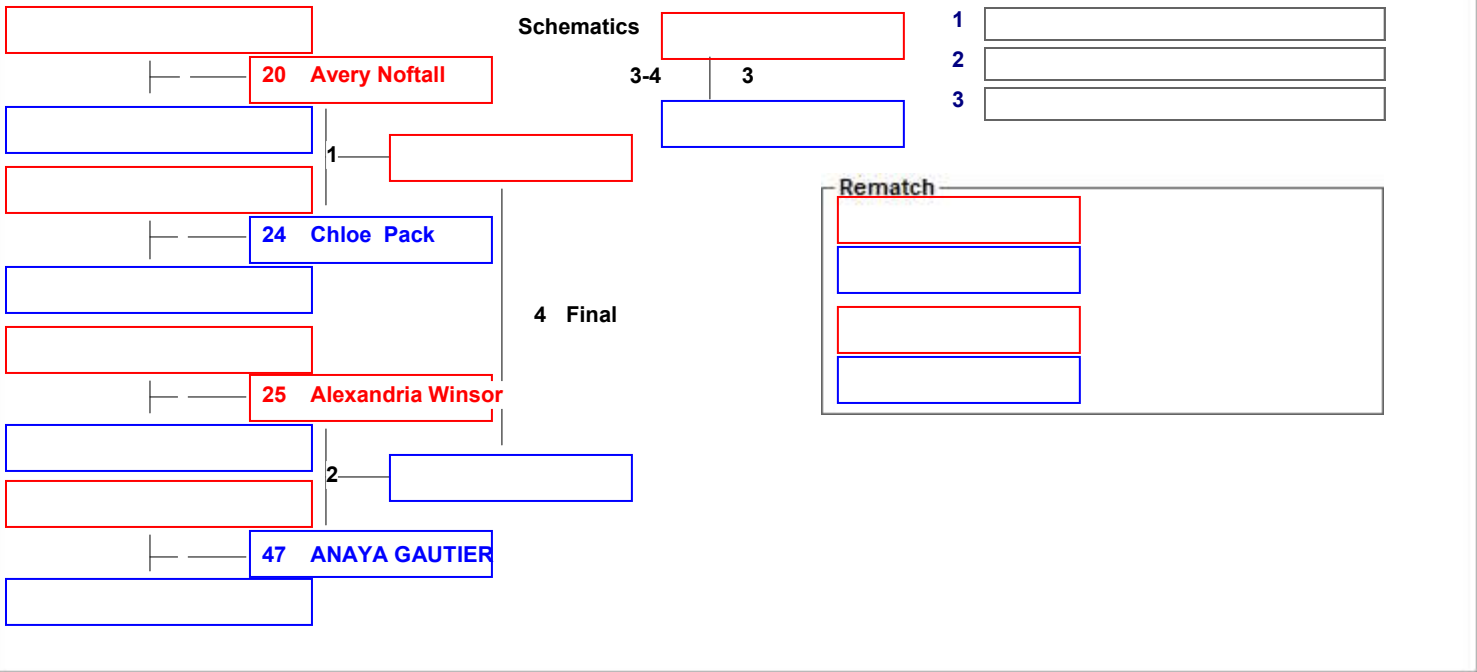 Schematics
1
20 Avery Noftall
3-4 3
2
3
1
Rematch
24 Chloe Pack
4 Final
25 Alexandria Winsor
2
47 ANAYA GAUTIER